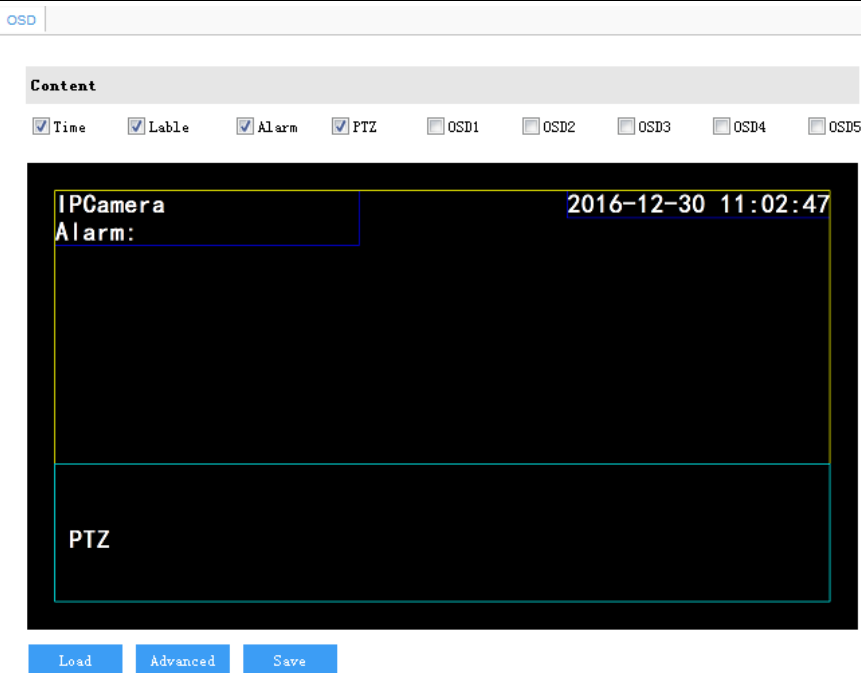 OSD
Content
Time Lable Alarm PTZ OSD1 OSD2 OSD3 OSD4 OSD5
IPCamera 2016-12-30 11:02:47
Alarm:
PTZ
Load Advanced Save